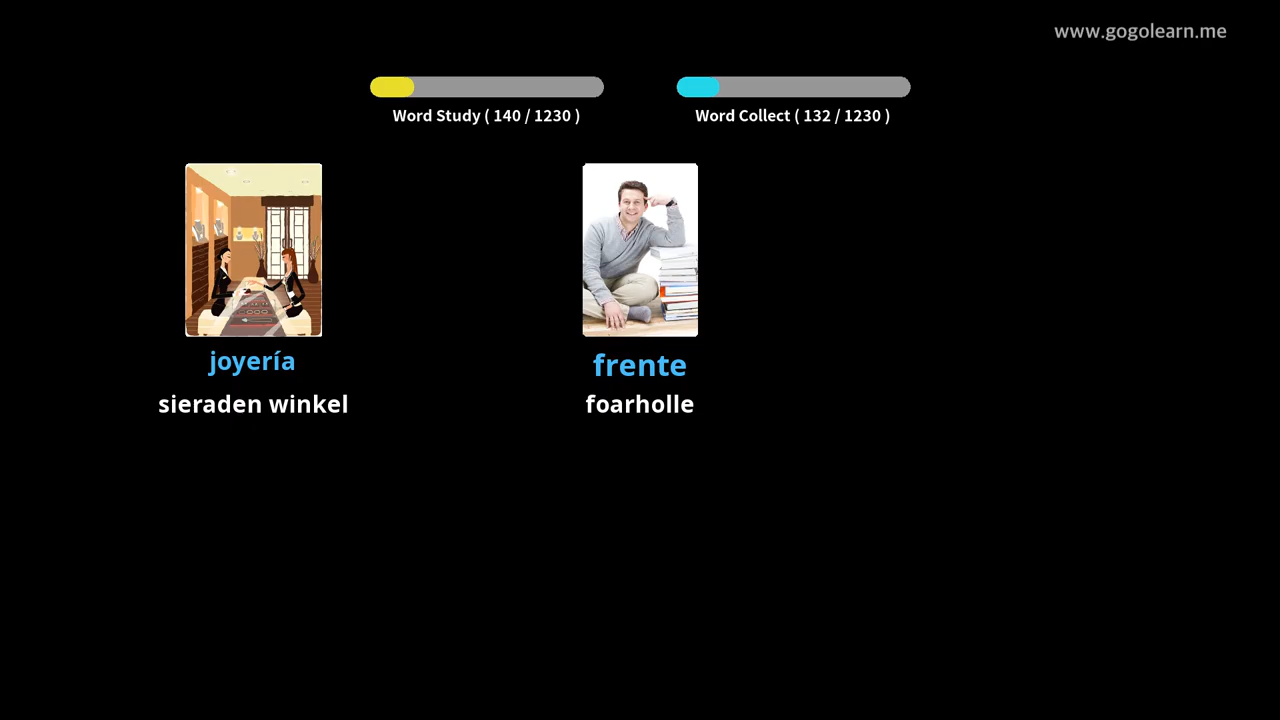 www.gogolearn.me
Word Study ( 140 / 1230 )
Word Collect ( 132 / 1230 )
joyería
sieraden winkel
frente
foarholle